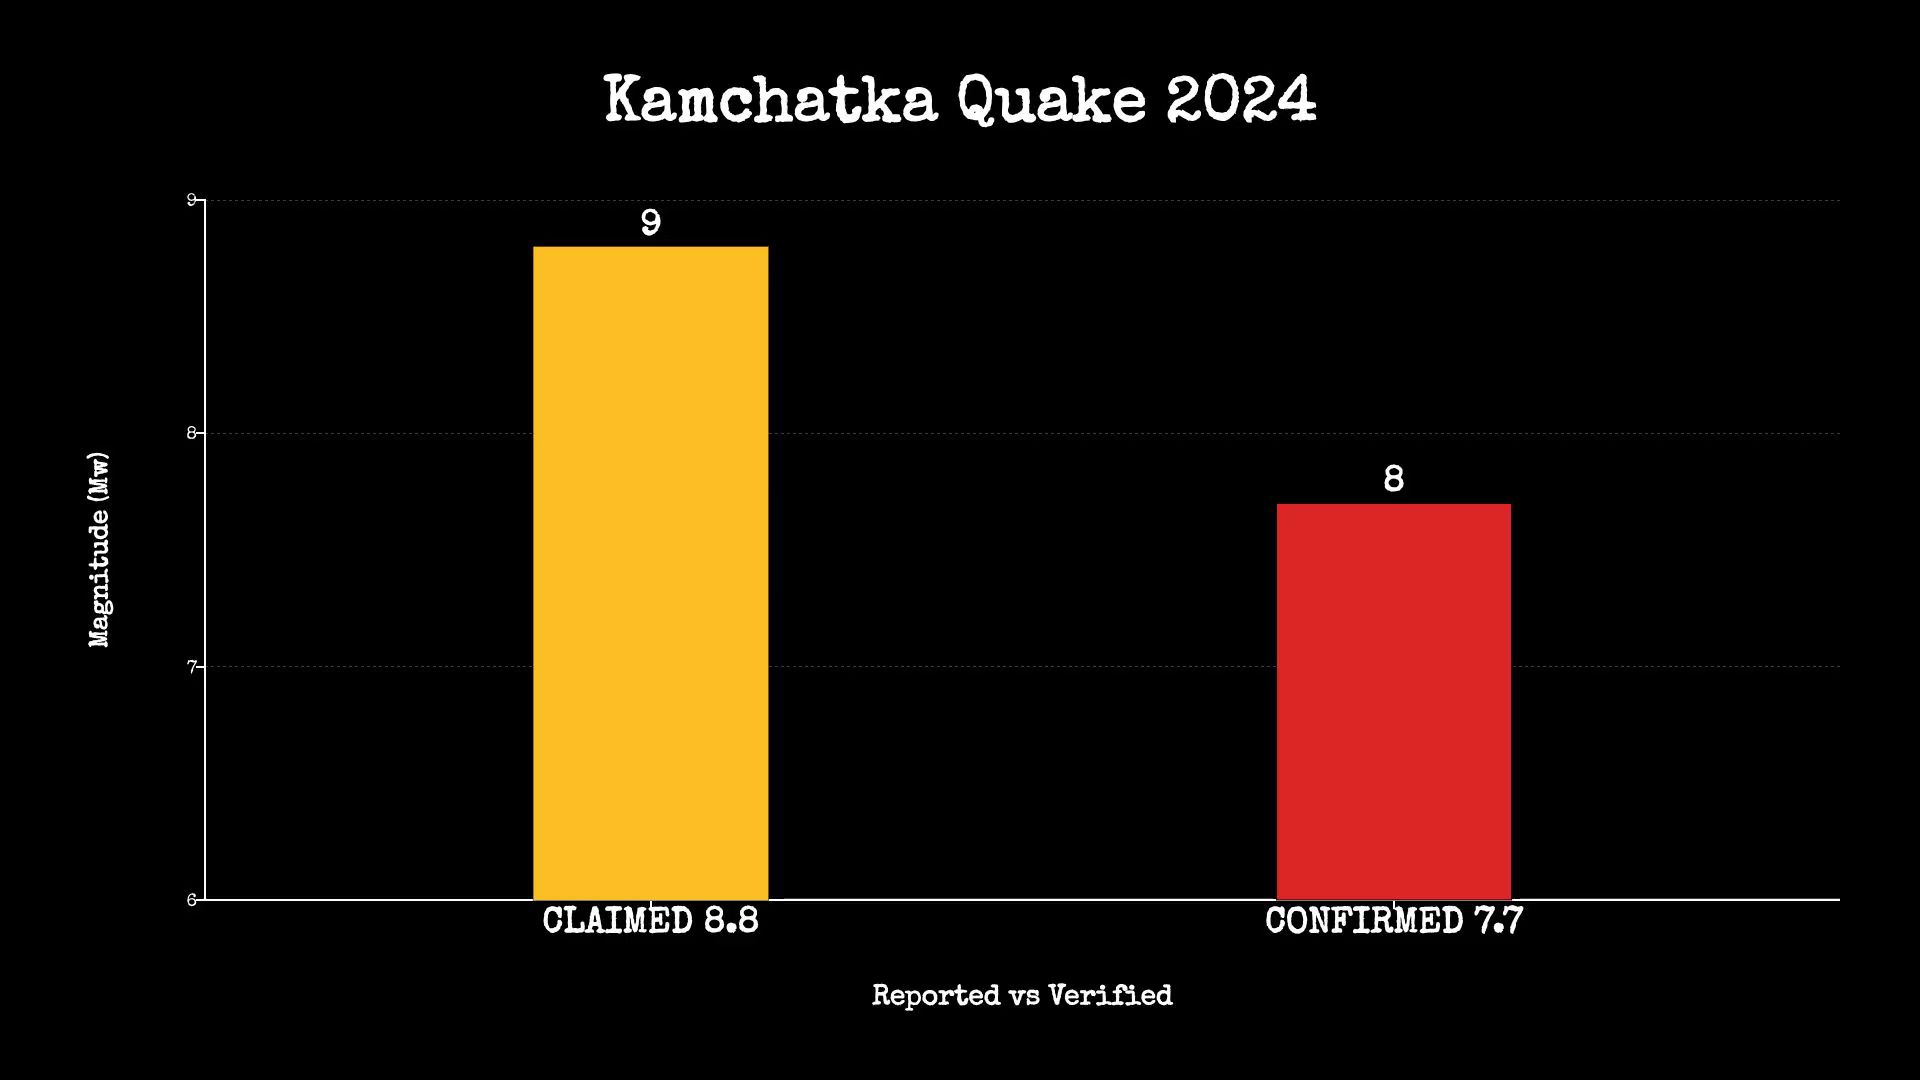 Kamchatka Quake 2024
9
9
8
8
7
6
Magnitude (Mw)
CLAIMED 8.8
CONFIRMED 7.7
Reported vs Verified